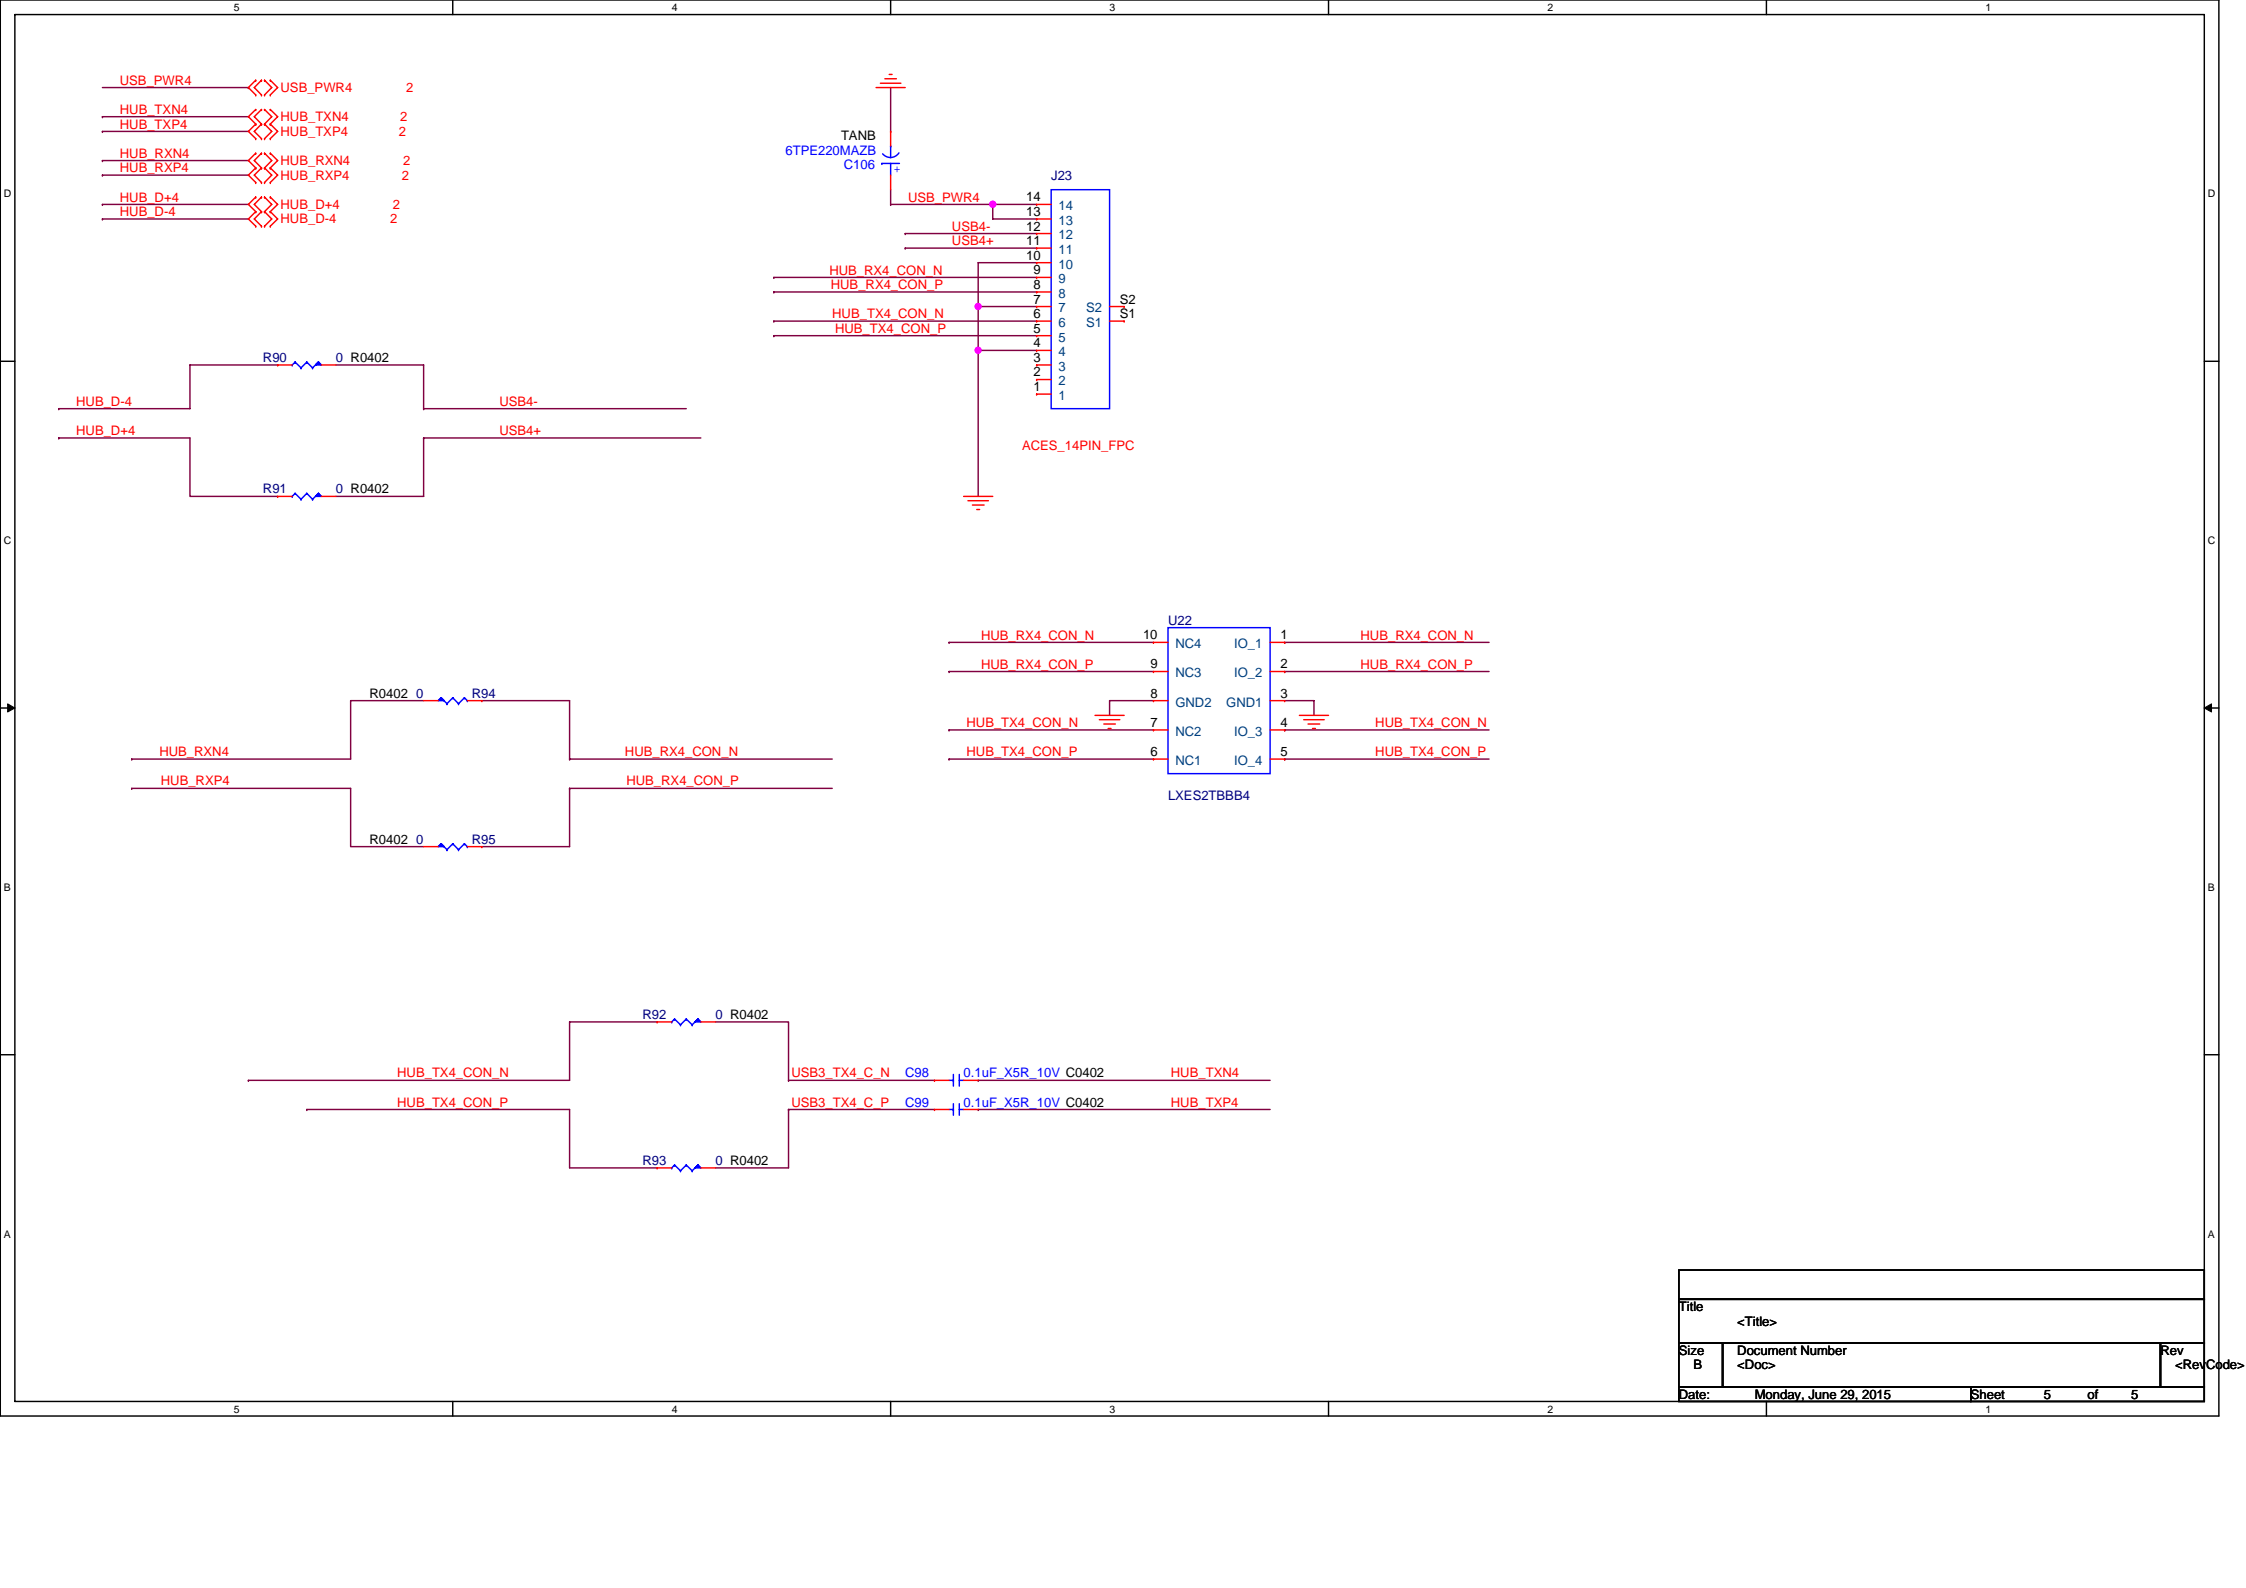 5 4 3 2 1
USB_PWR4 USB_PWR4 2
HUB_TXN4 HUB_TXN4 2
HUB_TXP4 HUB_TXP4 2
HUB_RXN4 HUB_RXN4 2
HUB_RXP4 HUB_RXP4 2
HUB_D+4 HUB_D+4 2
HUB_D-4 HUB_D-4 2
D D
TANB
6TPE220MAZB
C106
+
J23
USB_PWR4 14 14
13 13
USB4- 12 12
USB4+ 11 11
10 10
HUB_RX4_CON_N 9 9
HUB_RX4_CON_P 8 8
7 7 S2 S2
HUB_TX4_CON_N 6 6 S1 S1
HUB_TX4_CON_P 5 5
4 4
3 3
2 2
1 1
ACES_14PIN_FPC
R90 0 R0402
HUB_D-4 USB4-
HUB_D+4 USB4+
R91 0 R0402
C C
U22
HUB_RX4_CON_N 10 NC4 IO_1 1 HUB_RX4_CON_N
HUB_RX4_CON_P 9 NC3 IO_2 2 HUB_RX4_CON_P
8 GND2 GND1 3
HUB_TX4_CON_N 7 NC2 IO_3 4 HUB_TX4_CON_N
HUB_TX4_CON_P 6 NC1 IO_4 5 HUB_TX4_CON_P
LXES2TBBB4
R0402 0 R94
HUB_RXN4 HUB_RX4_CON_N
HUB_RXP4 HUB_RX4_CON_P
R0402 0 R95
B B
R92 0 R0402
HUB_TX4_CON_N USB3_TX4_C_N C98 0.1uF_X5R_10V C0402 HUB_TXN4
HUB_TX4_CON_P USB3_TX4_C_P C99 0.1uF_X5R_10V C0402 HUB_TXP4
R93 0 R0402
A A
Title
<Title>
Size Document Number Rev
B <Doc> <RevCode>
Date: Monday, June 29, 2015 Sheet 5 of 5
5 4 3 2 1